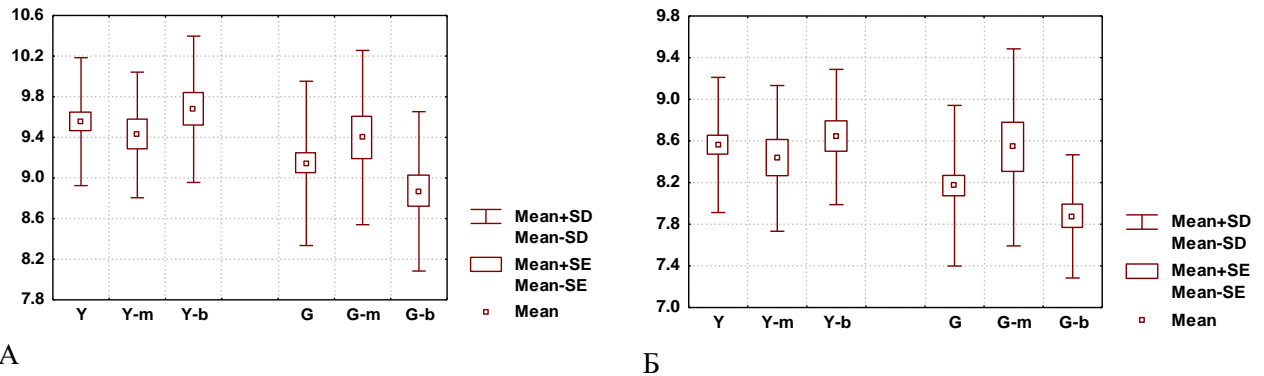 10.6
10.2
9.8
9.4
9.0
8.6
8.2
7.8
Y Y-m Y-b G G-m G-b
Mean+SD
Mean-SD
Mean+SE
Mean-SE
Mean
А
9.8
9.4
9.0
8.6
8.2
7.8
7.4
7.0
Y Y-m Y-b G G-m G-b
Mean+SD
Mean-SD
Mean+SE
Mean-SE
Mean
Б